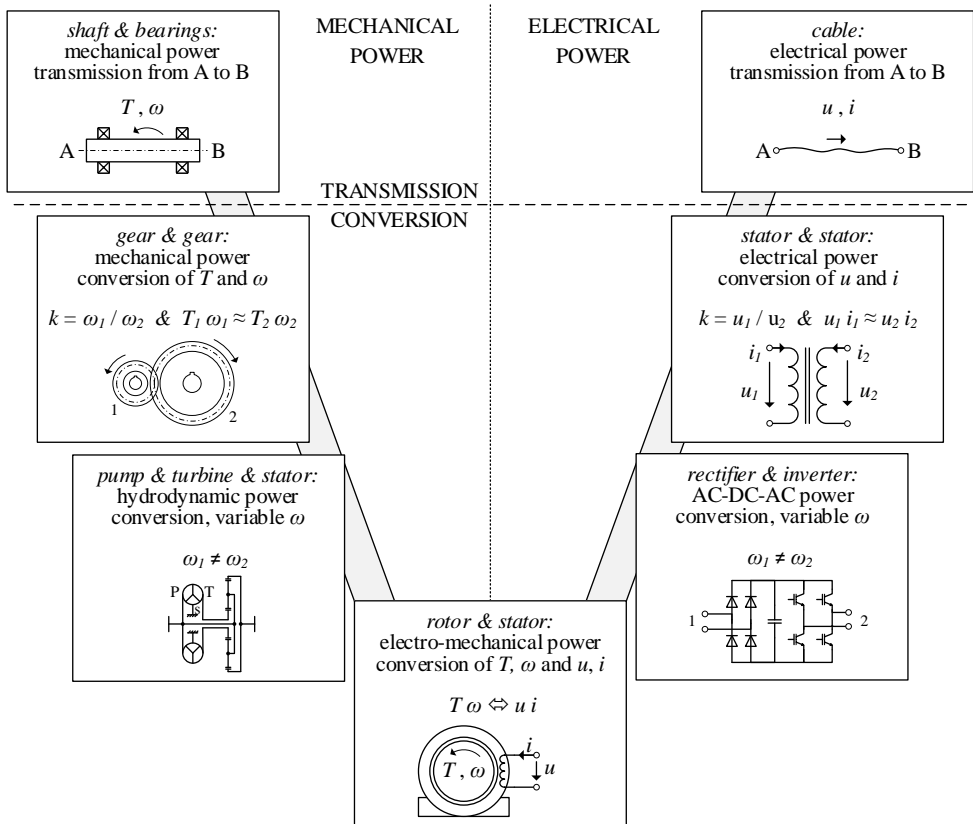 shaft & bearings:
mechanical power
transmission from A to B
T , ω
A
B
MECHANICAL
POWER
ELECTRICAL
POWER
cable:
electrical power
transmission from A to B
u , i
A
B
TRANSMISSION
CONVERSION
gear & gear:
mechanical power
conversion of T and ω
k = ω₁ / ω₂ & T₁ ω₁ ≈ T₂ ω₂
1
2
stator & stator:
electrical power
conversion of u and i
k = u₁ / u₂ & u₁ i₁ ≈ u₂ i₂
i₁
i₂
u₁
u₂
pump & turbine & stator:
hydrodynamic power
conversion, variable ω
ω₁ ≠ ω₂
P
T
S
rectifier & inverter:
AC-DC-AC power
conversion, variable ω
ω₁ ≠ ω₂
1
2
rotor & stator:
electro-mechanical power
conversion of T, ω and u, i
T ω ⇔ u i
T , ω
i
u